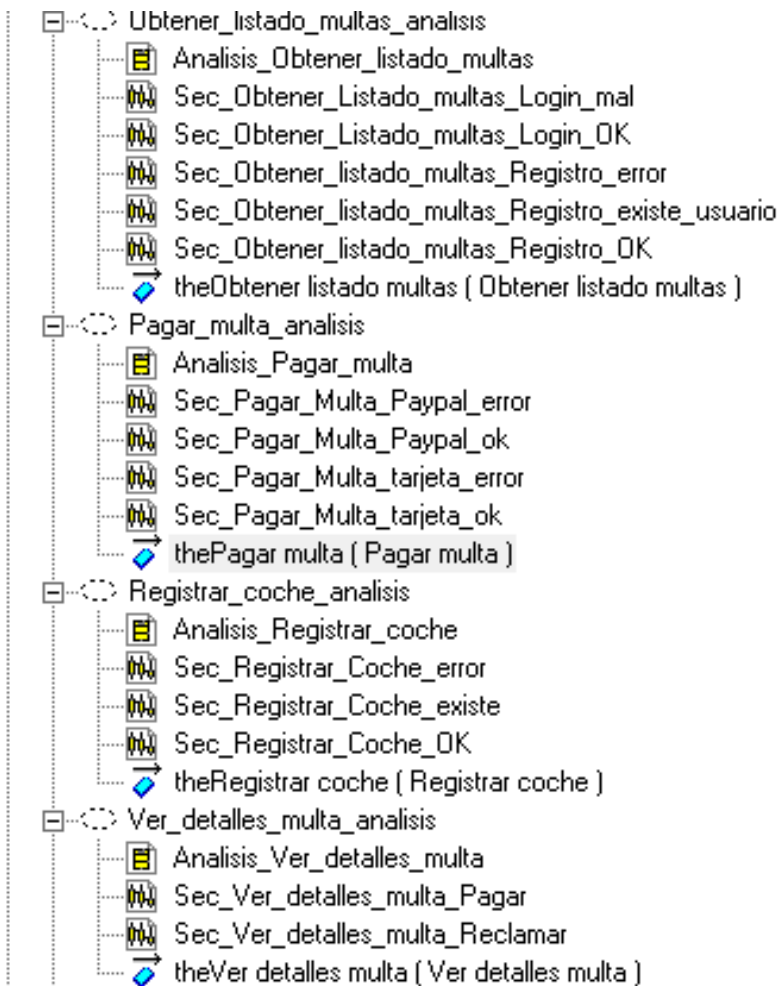 Obtener_listado_multas_analisis
Analisis_Obtener_listado_multas
Sec_Obtener_Listado_multas_Login_mal
Sec_Obtener_Listado_multas_Login_OK
Sec_Obtener_listado_multas_Registro_error
Sec_Obtener_listado_multas_Registro_existe_usuario
Sec_Obtener_listado_multas_Registro_OK
theObtener listado multas ( Obtener listado multas )
Pagar_multa_analisis
Analisis_Pagar_multa
Sec_Pagar_Multa_Paypal_error
Sec_Pagar_Multa_Paypal_ok
Sec_Pagar_Multa_tarjeta_error
Sec_Pagar_Multa_tarjeta_ok
thePagar multa ( Pagar multa )
Registrar_coche_analisis
Analisis_Registrar_coche
Sec_Registrar_Coche_error
Sec_Registrar_Coche_existe
Sec_Registrar_Coche_OK
theRegistrar coche ( Registrar coche )
Ver_detalles_multa_analisis
Analisis_Ver_detalles_multa
Sec_Ver_detalles_multa_Pagar
Sec_Ver_detalles_multa_Reclamar
theVer detalles multa ( Ver detalles multa )